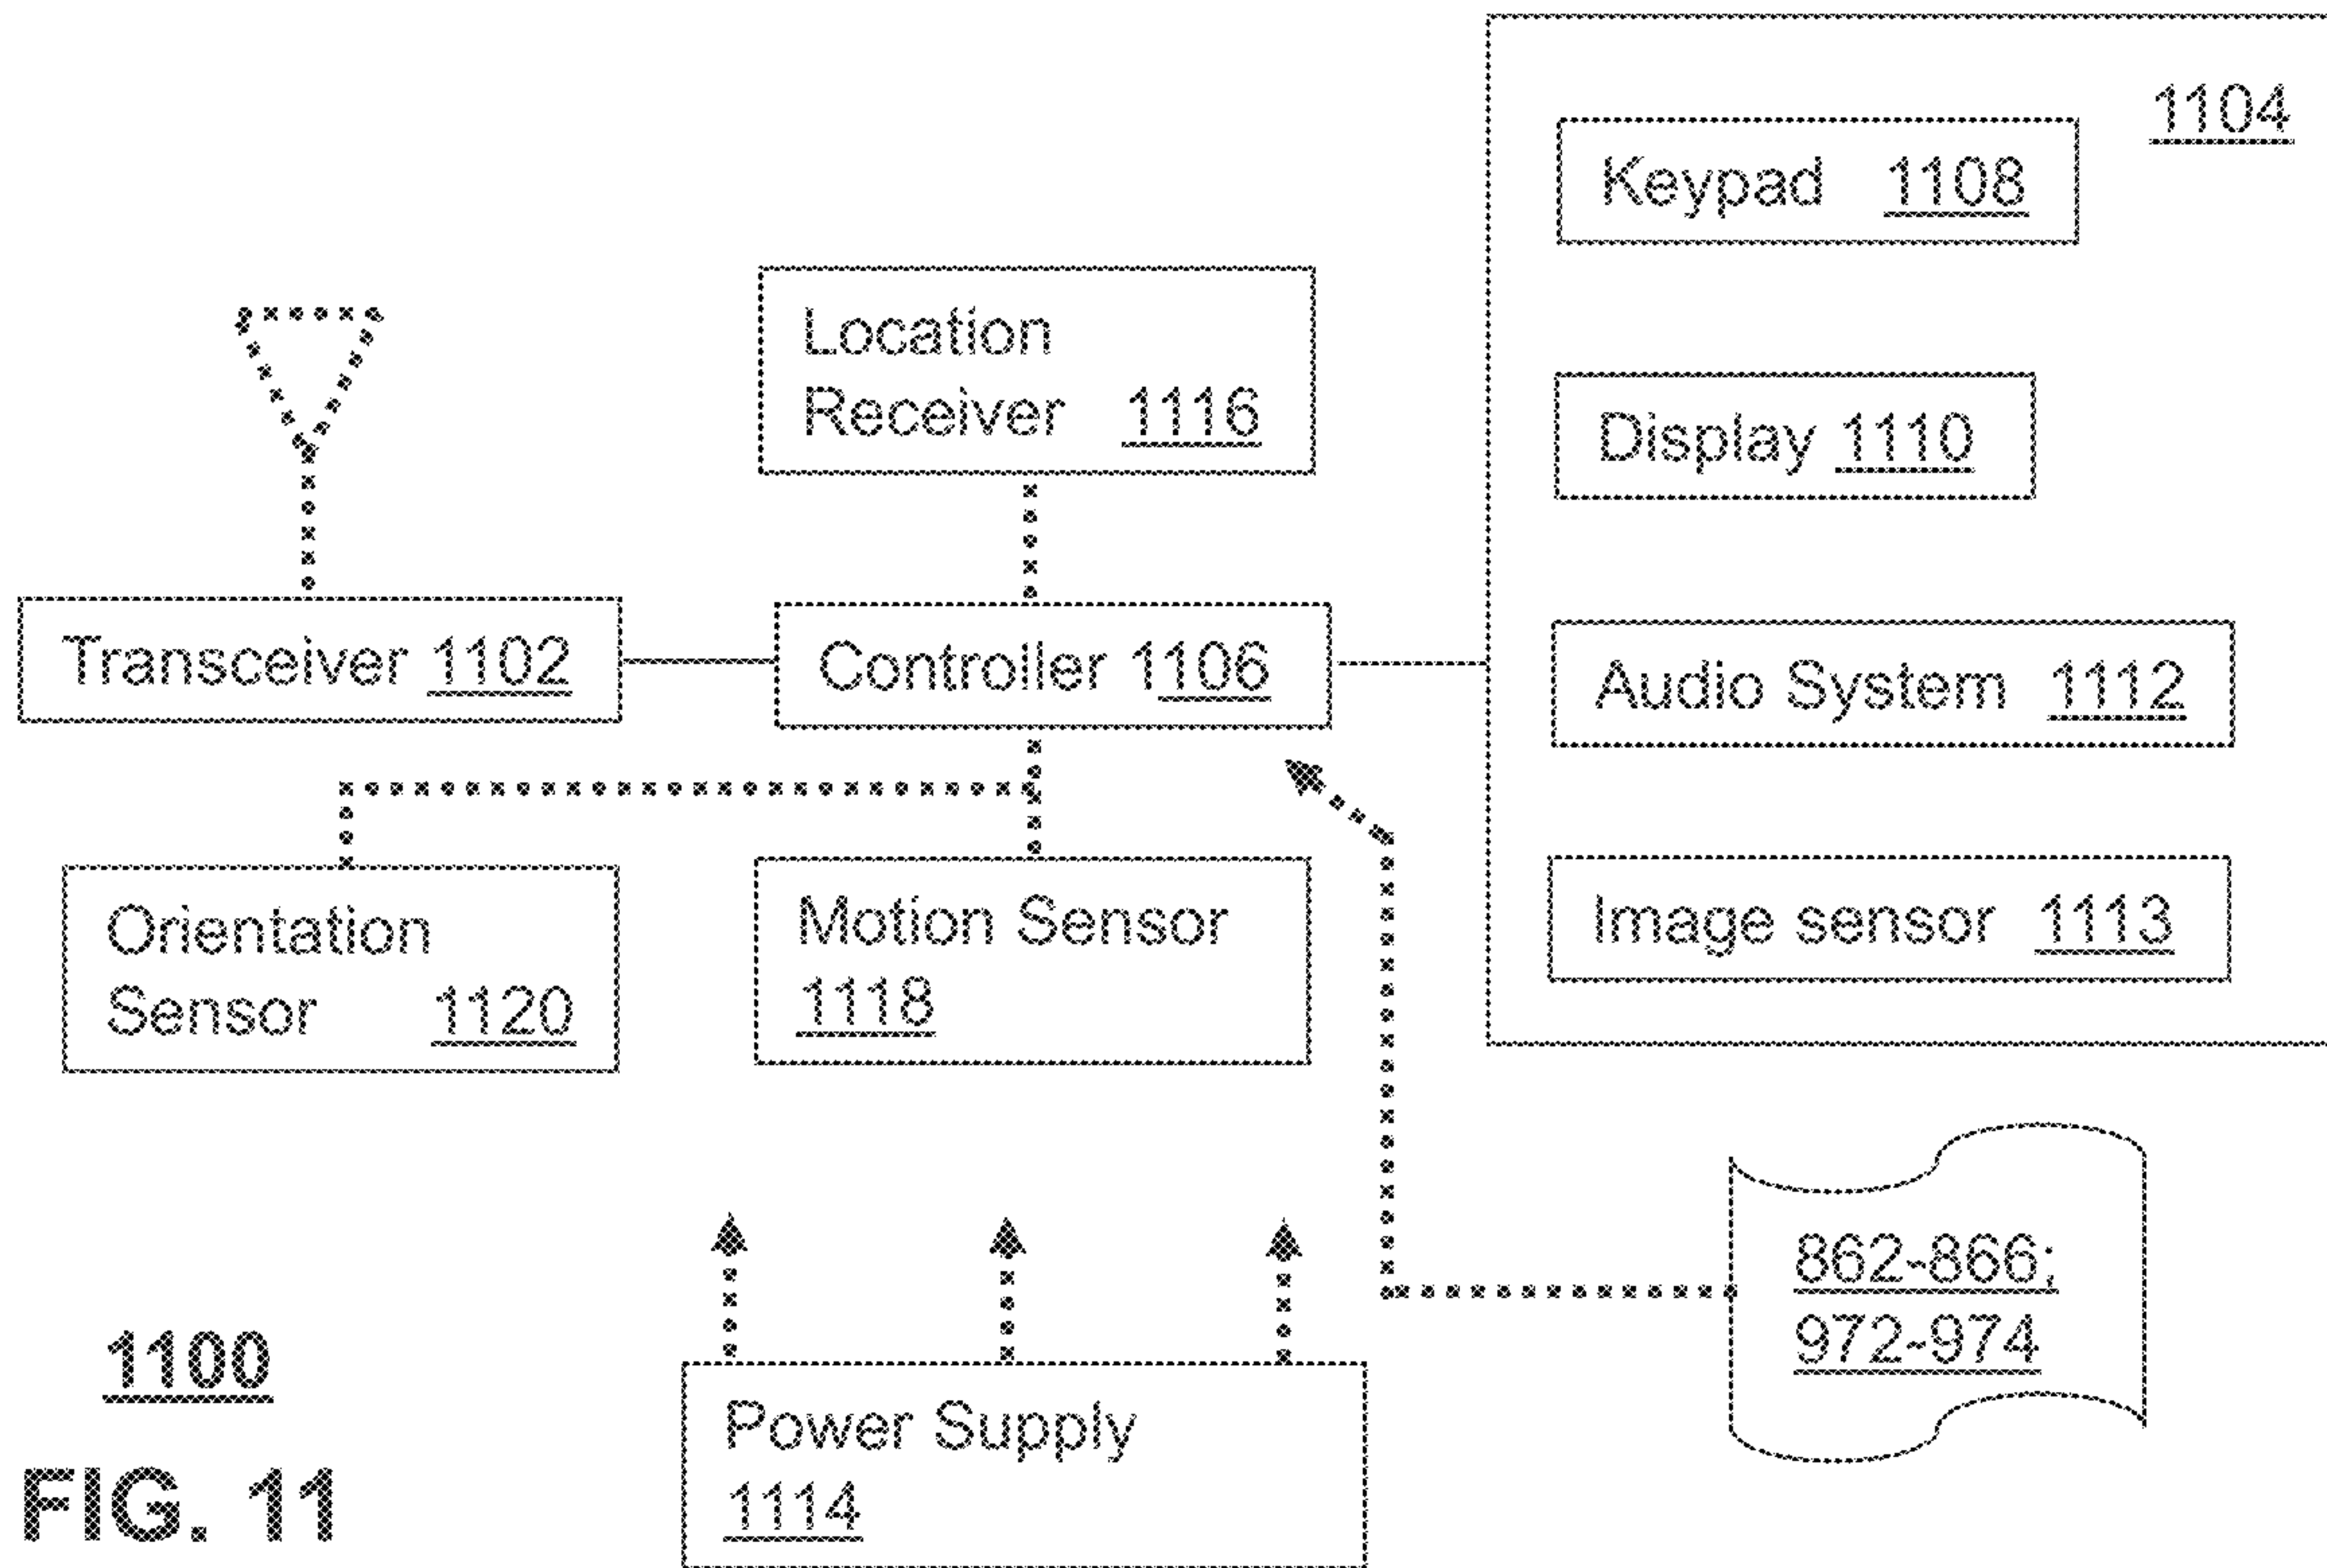 1104
Keypad 1108
Location
Receiver 1116
Display 1110
Transceiver 1102
Controller 1106
Audio System 1112
Orientation
Sensor 1120
Motion Sensor
1118
Image sensor 1113
862-866;
972-974
1100
Power Supply
1114
FIG. 11